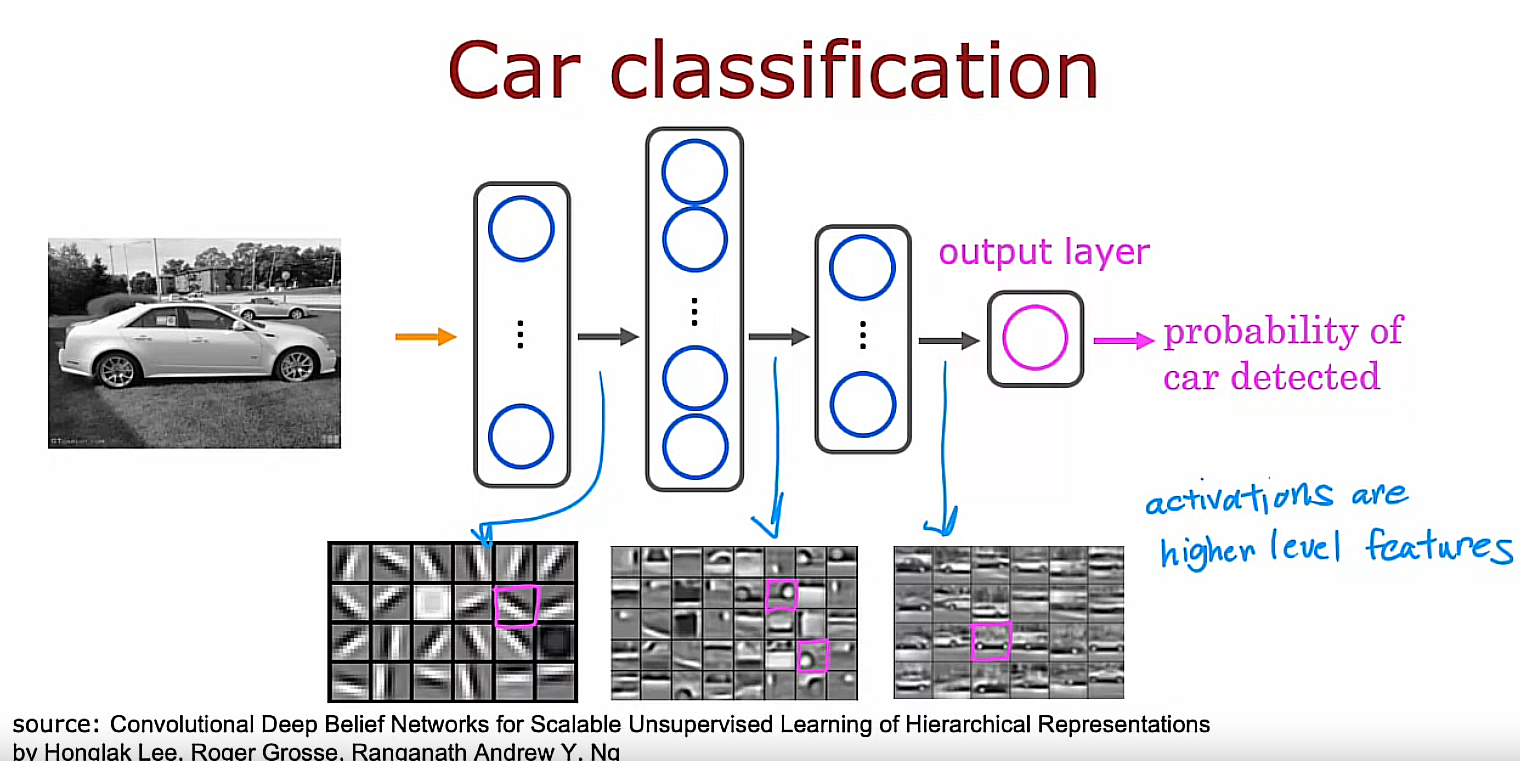 Car classification
output layer
probability of
car detected
activations are
higher level features
source: Convolutional Deep Belief Networks for Scalable Unsupervised Learning of Hierarchical Representations
by Honglak Lee, Roger Grosse, Ranganath Andrew Y. Ng